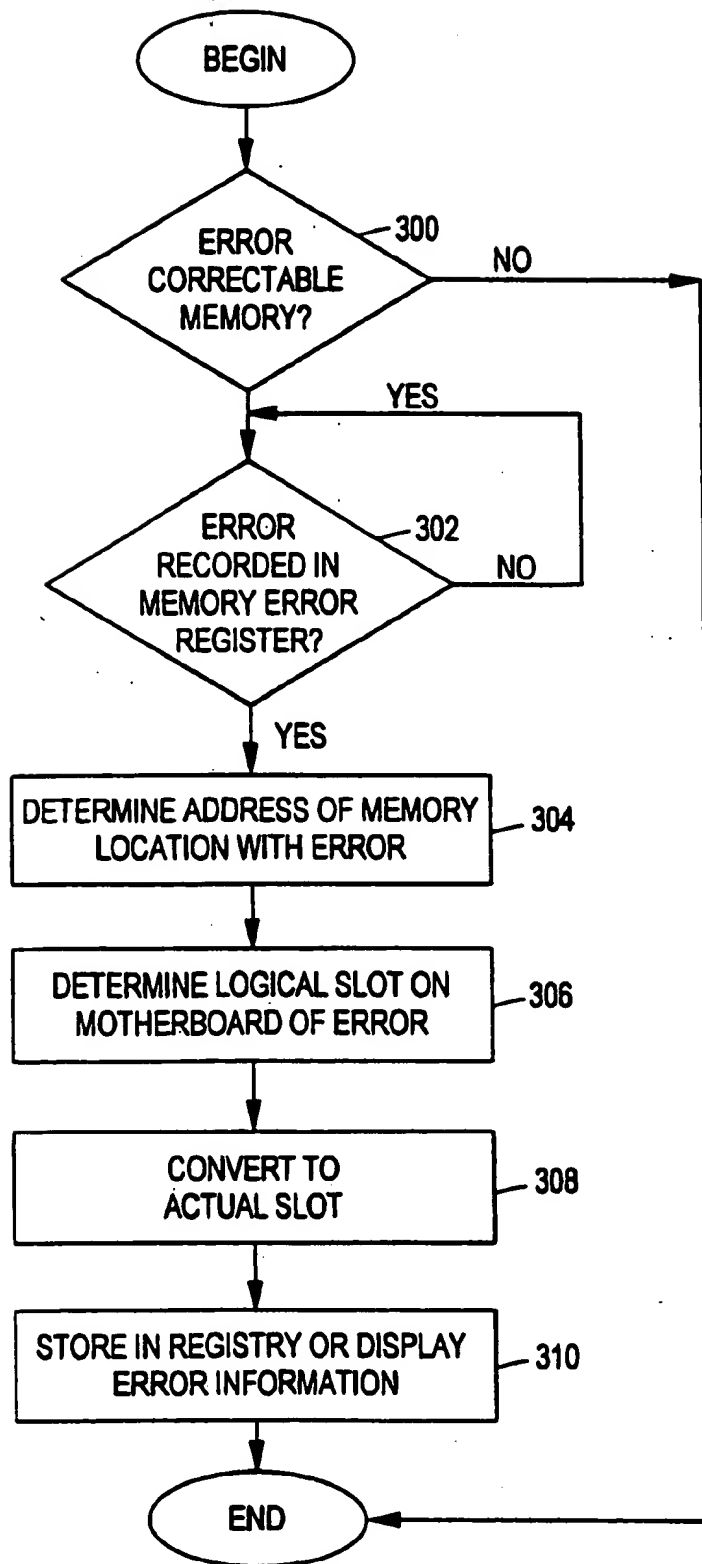 BEGIN
ERROR
CORRECTABLE
MEMORY?
300
NO
YES
ERROR
RECORDED IN
MEMORY ERROR
REGISTER?
302
NO
YES
DETERMINE ADDRESS OF MEMORY
LOCATION WITH ERROR
304
DETERMINE LOGICAL SLOT ON
MOTHERBOARD OF ERROR
306
CONVERT TO
ACTUAL SLOT
308
STORE IN REGISTRY OR DISPLAY
ERROR INFORMATION
310
END